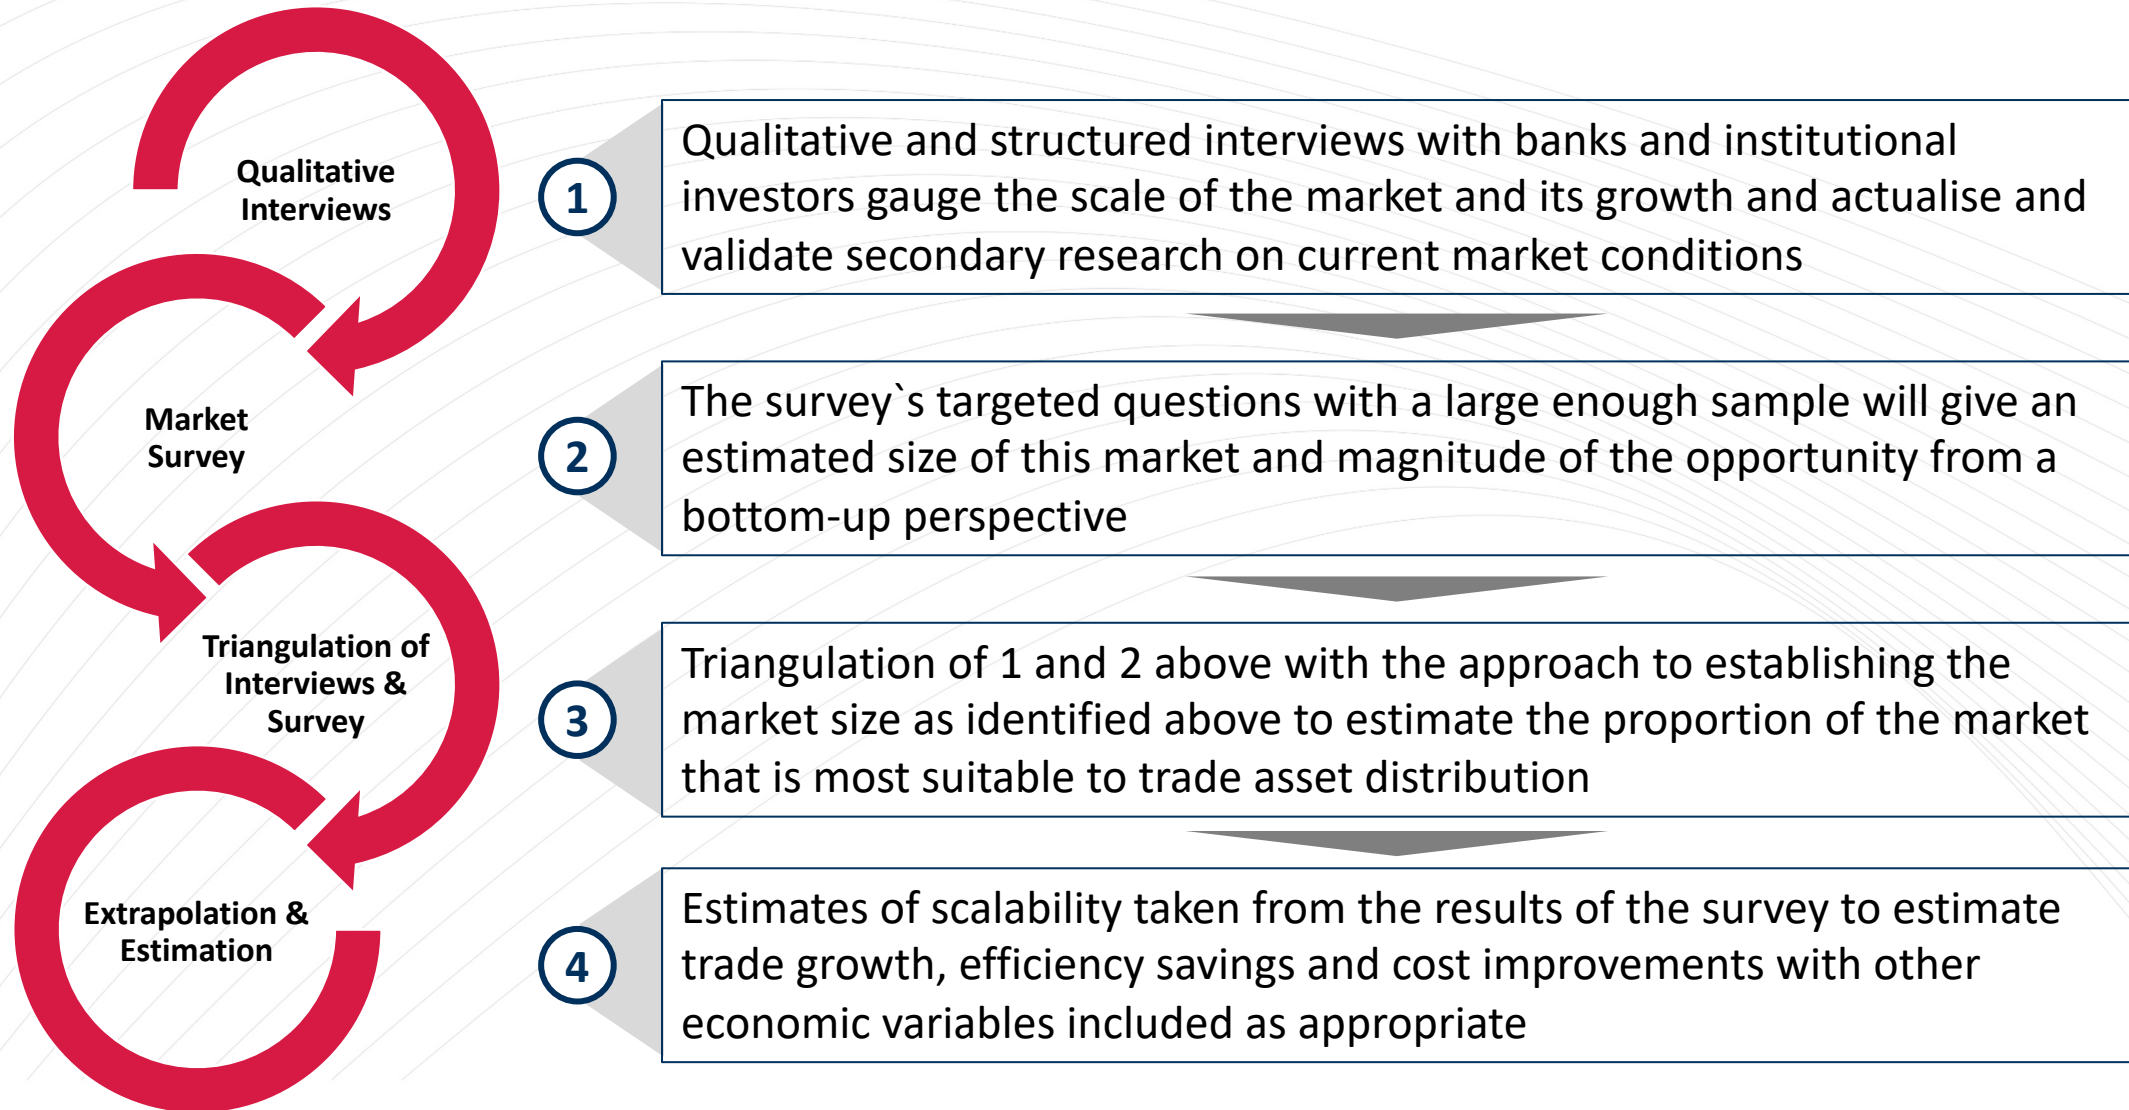 Qualitative
Interviews
1
Qualitative and structured interviews with banks and institutional
investors gauge the scale of the market and its growth and actualise and
validate secondary research on current market conditions
Market
Survey
2
The survey`s targeted questions with a large enough sample will give an
estimated size of this market and magnitude of the opportunity from a
bottom-up perspective
Triangulation of
Interviews &
Survey
3
Triangulation of 1 and 2 above with the approach to establishing the
market size as identified above to estimate the proportion of the market
that is most suitable to trade asset distribution
Extrapolation &
Estimation
4
Estimates of scalability taken from the results of the survey to estimate
trade growth, efficiency savings and cost improvements with other
economic variables included as appropriate